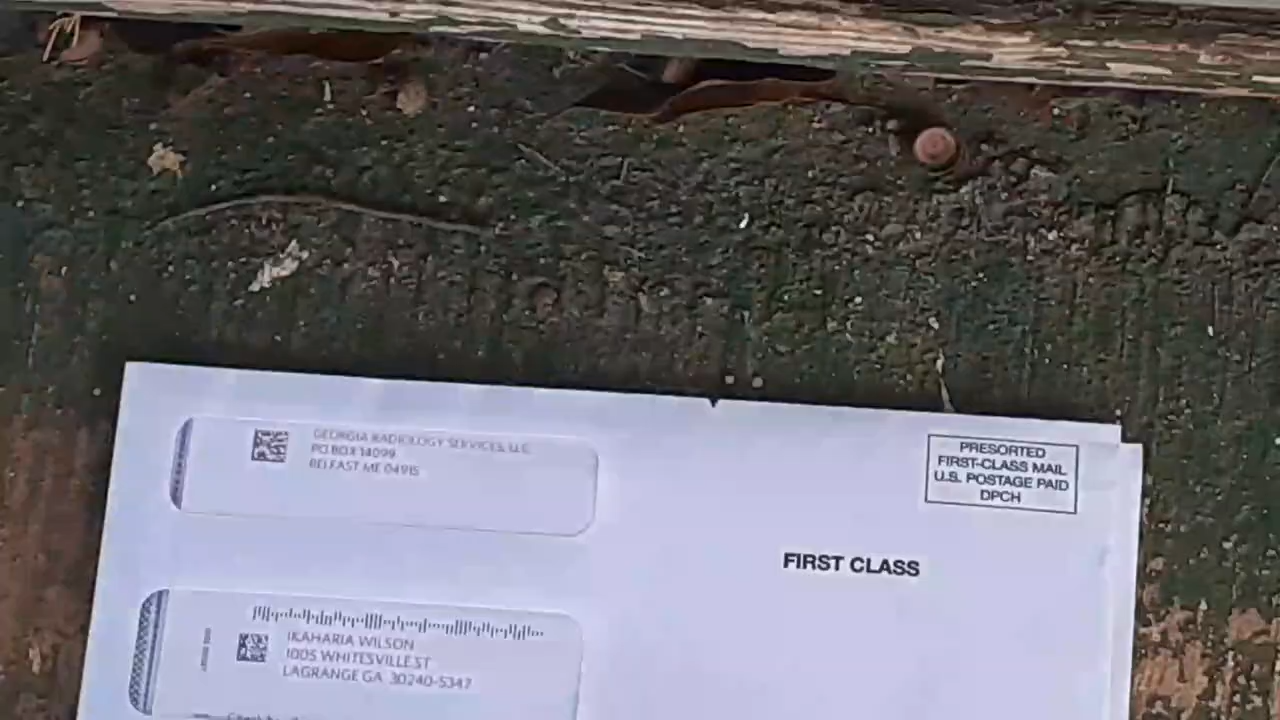 GEORGIA RADIOLOGY SERVICES, LLC
PO BOX 14099
BELFAST ME 04915
PRESORTED
FIRST-CLASS MAIL
U.S. POSTAGE PAID
DPCH
FIRST CLASS
IKAHARIA WILSON
1005 WHITESVILLE ST
LAGRANGE GA 30240-5347